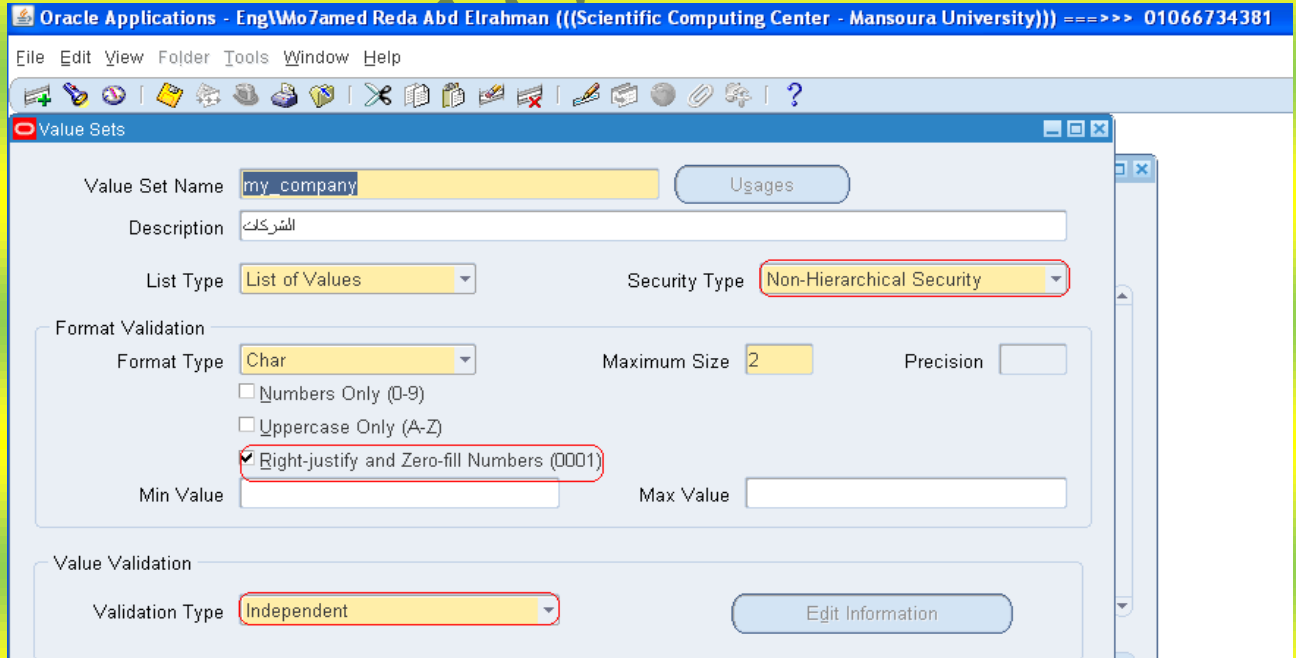 Oracle Applications - Eng\\Mo7amed Reda Abd Elrahman (((Scientific Computing Center - Mansoura University))) ===>>> 01066734381
File Edit View Folder Tools Window Help
Value Sets
Value Set Name my_company Usages
Description الشركات
List Type List of Values Security Type Non-Hierarchical Security
Format Validation
Format Type Char Maximum Size 2 Precision
Numbers Only (0-9)
Uppercase Only (A-Z)
Right-justify and Zero-fill Numbers (0001)
Min Value Max Value
Value Validation
Validation Type Independent Edit Information